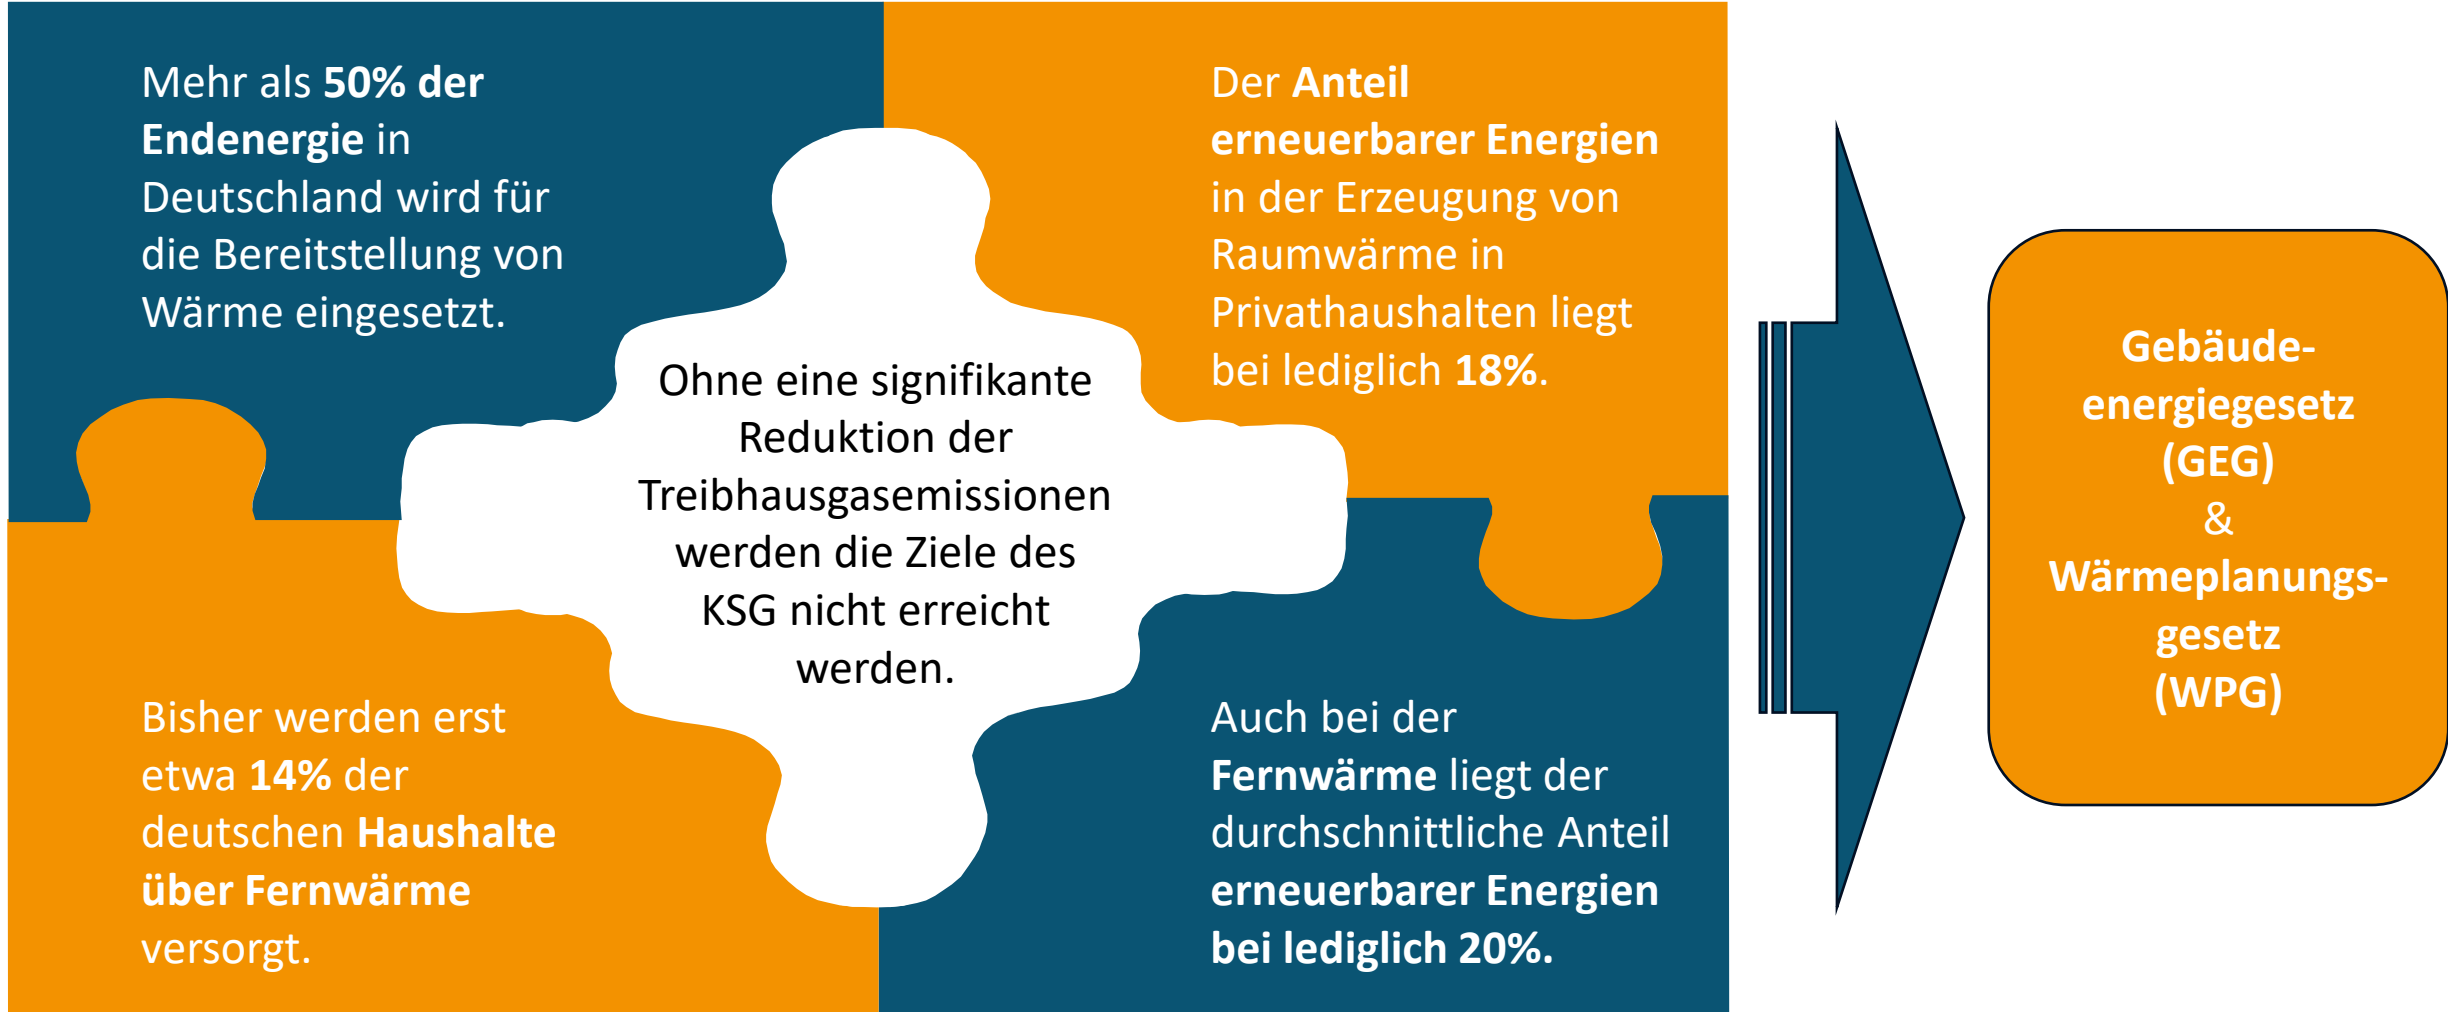 Mehr als 50% der
Endenergie in
Deutschland wird für
die Bereitstellung von
Wärme eingesetzt.
Der Anteil
erneuerbarer Energien
in der Erzeugung von
Raumwärme in
Privathaushalten liegt
bei lediglich 18%.
Ohne eine signifikante
Reduktion der
Treibhausgasemissionen
werden die Ziele des
KSG nicht erreicht
werden.
Bisher werden erst
etwa 14% der
deutschen Haushalte
über Fernwärme
versorgt.
Auch bei der
Fernwärme liegt der
durchschnittliche Anteil
erneuerbarer Energien
bei lediglich 20%.
Gebäude-
energiegesetz
(GEG)
&
Wärmeplanungs-
gesetz
(WPG)